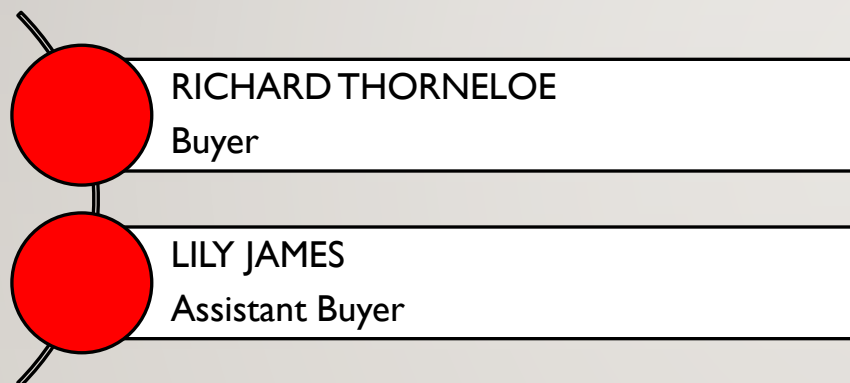 RICHARD THORNELOE
Buyer
LILY JAMES
Assistant Buyer